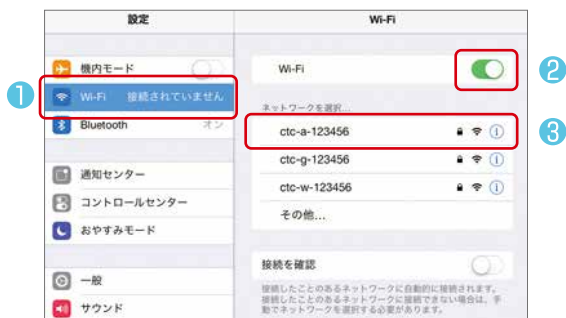 設定
Wi-Fi
機内モード
① Wi-Fi 接続されていません
Bluetooth オン
通知センター
コントロールセンター
おやすみモード
一般
サウンド
Wi-Fi ②
ネットワークを選択...
ctc-a-123456 ③
ctc-g-123456
ctc-w-123456
その他...
接続を確認
接続したことのあるネットワークに自動的に接続されます。
接続したことのあるネットワークに接続できない場合は、手
動でネットワークを選択する必要があります。